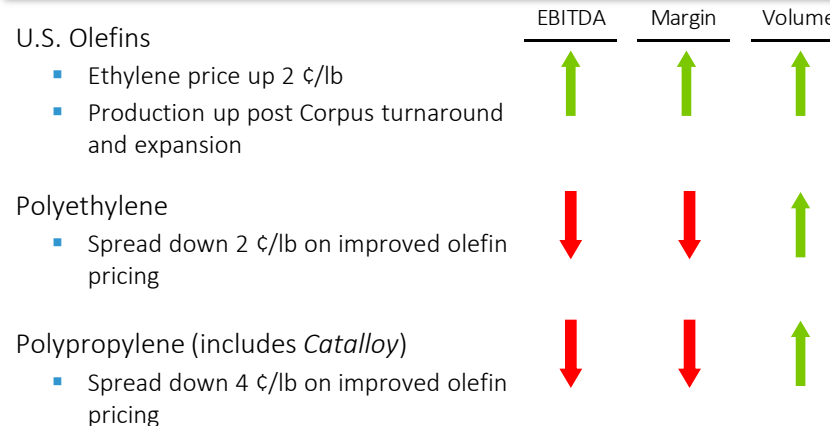 EBITDA Margin Volume
U.S. Olefins
▪ Ethylene price up 2 ¢/lb
▪ Production up post Corpus turnaround
and expansion
Polyethylene
▪ Spread down 2 ¢/lb on improved olefin
pricing
Polypropylene (includes Catalloy)
▪ Spread down 4 ¢/lb on improved olefin
pricing